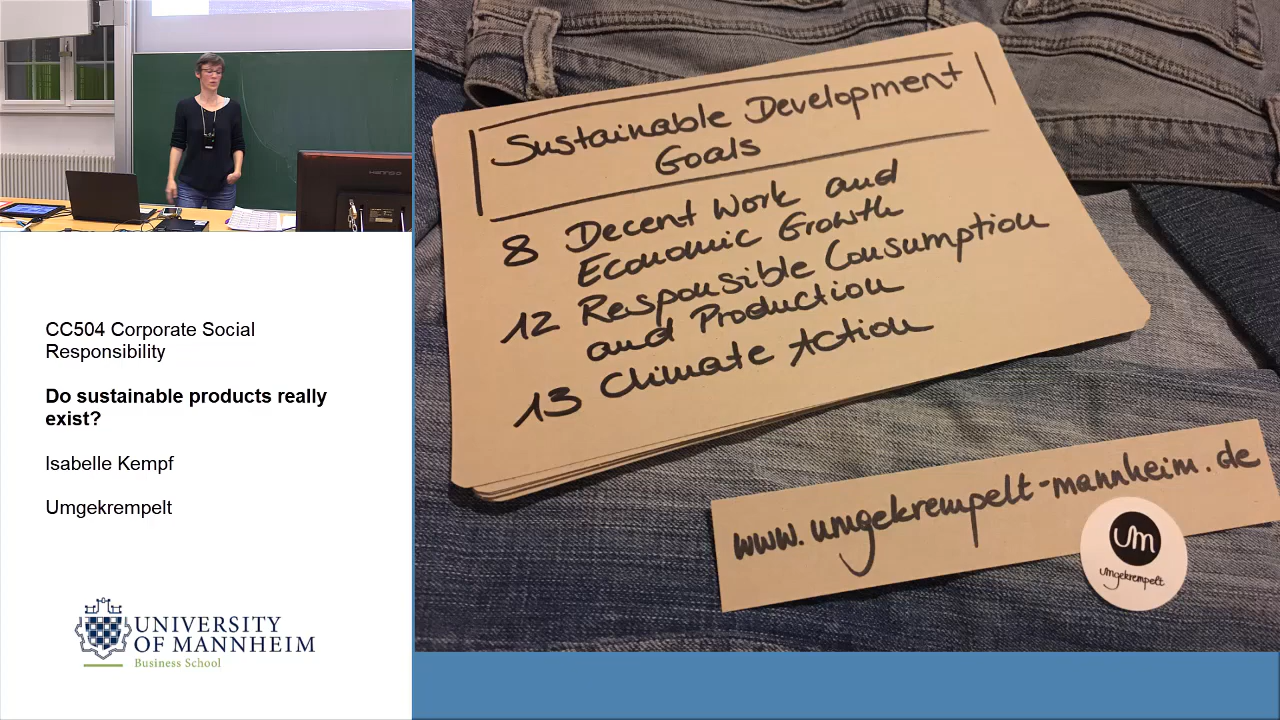 CC504 Corporate Social
Responsibility
Do sustainable products really
exist?
Isabelle Kempf
Umgekrempelt
UNIVERSITY
OF MANNHEIM
Business School
Sustainable Development
Goals
8 Decent Work and
Economic Growth
12 Responsible Consumption
and Production
13 Climate Action
www.umgekrempelt-mannheim.de
um
umgekrempelt